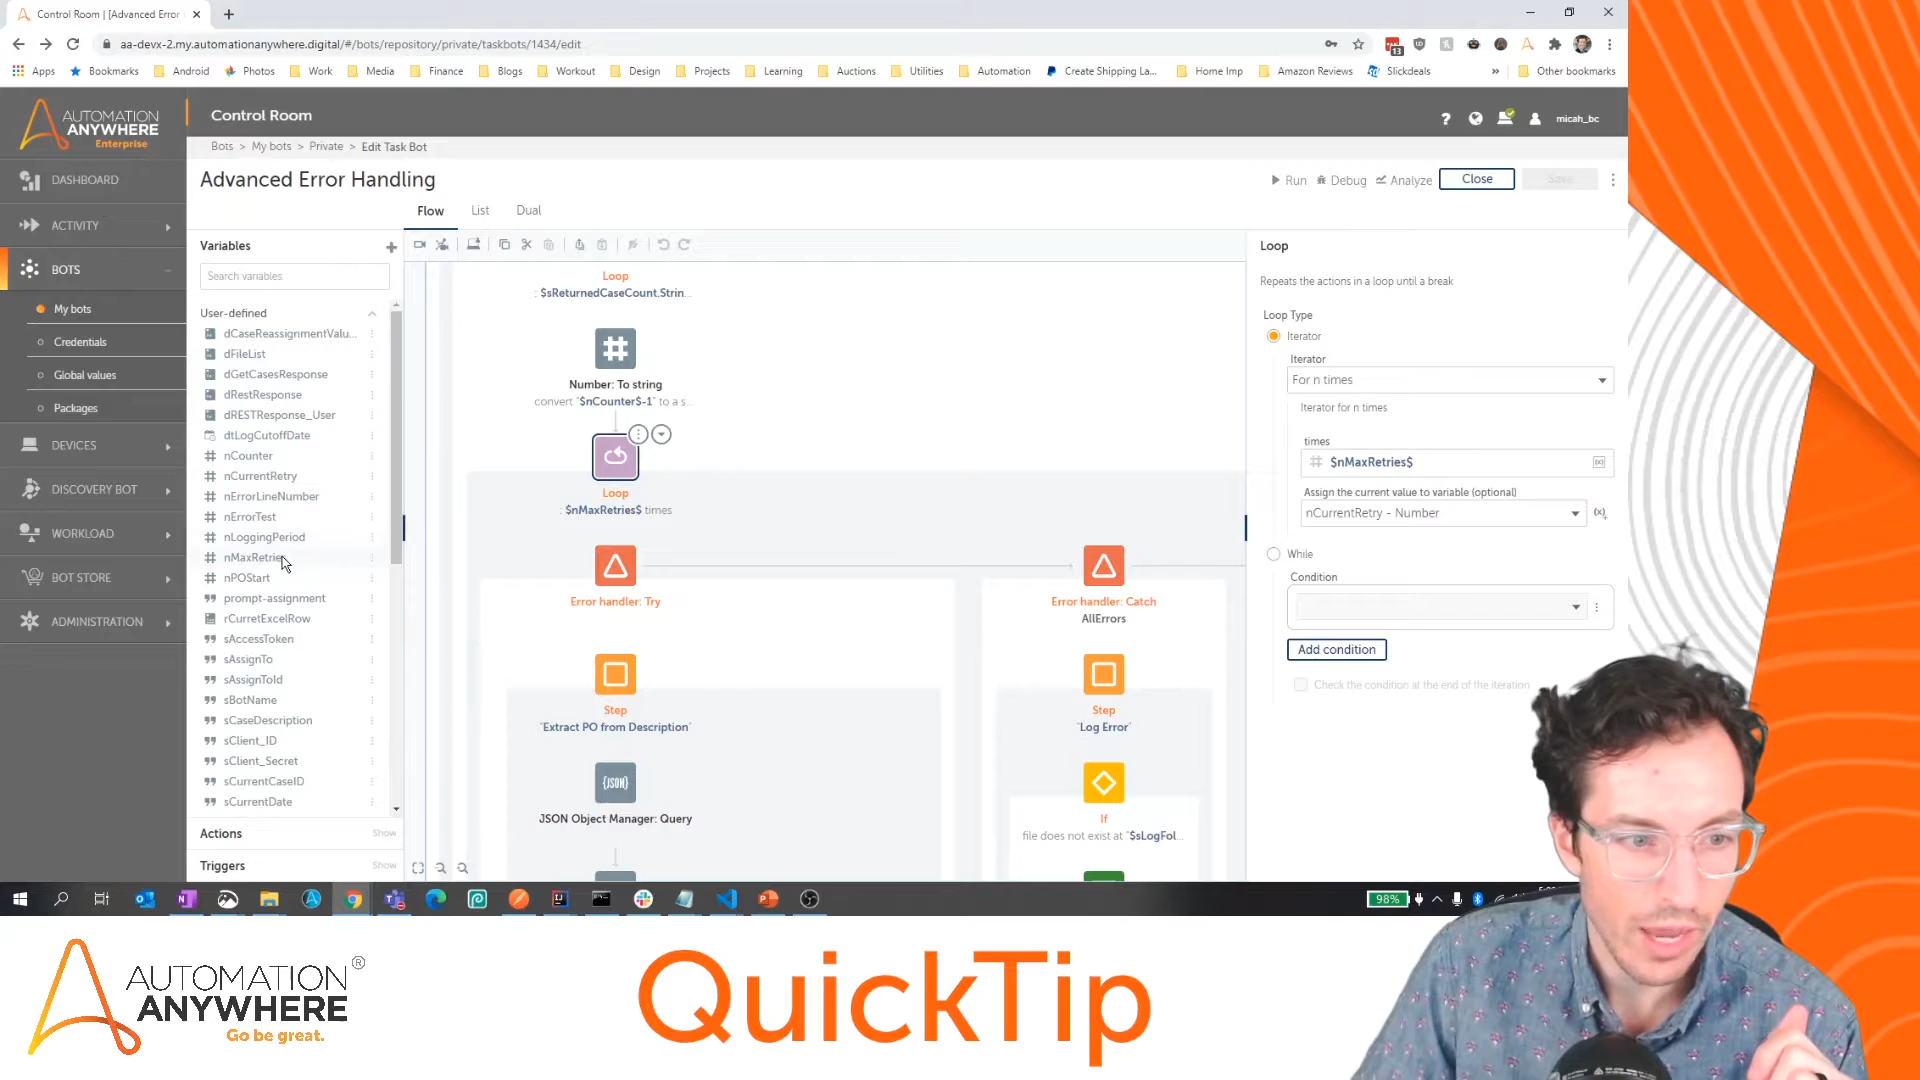 Control Room | [Advanced Error
aa-devx-2.my.automationanywhere.digital/#/bots/repository/private/taskbots/1434/edit
13
Apps
Bookmarks
Android
Photos
Work
Media
Finance
Blogs
Workout
Design
Projects
Learning
Auctions
Utilities
Automation
Create Shipping La...
Home Imp
Amazon Reviews
Slickdeals
»
Other bookmarks
AUTOMATION
ANYWHERE
Enterprise
Control Room
micah_bc
Bots > My bots > Private > Edit Task Bot
Advanced Error Handling
Run
Debug
Analyze
Close
Save
Flow
List
Dual
DASHBOARD
ACTIVITY
BOTS
My bots
Credentials
Global values
Packages
DEVICES
DISCOVERY BOT
WORKLOAD
BOT STORE
ADMINISTRATION
Variables
Search variables
User-defined
dCaseReassignmentValu...
dFileList
dGetCasesResponse
dRestResponse
dRESTResponse_User
dtLogCutoffDate
nCounter
nCurrentRetry
nErrorLineNumber
nErrorTest
nLoggingPeriod
nMaxRetries
nPOStart
prompt-assignment
rCurretExcelRow
sAccessToken
sAssignTo
sAssignToId
sBotName
sCaseDescription
sClient_ID
sClient_Secret
sCurrentCaseID
sCurrentDate
Actions
Show
Triggers
Show
Loop
: $sReturnedCaseCount.Strin...
Number: To string
convert "$nCounter$-1" to a s...
Loop
: $nMaxRetries$ times
Error handler: Try
Error handler: Catch
AllErrors
Step
"Extract PO from Description"
Step
"Log Error"
{JSON}
JSON Object Manager: Query
If
file does not exist at "$sLogFol...
Loop
Repeats the actions in a loop until a break
Loop Type
Iterator
Iterator
For n times
Iterator for n times
times
$nMaxRetries$
Assign the current value to variable (optional)
nCurrentRetry - Number
While
Condition
Add condition
Check the condition at the end of the iteration
98%
AUTOMATION®
ANYWHERE
Go be great.
QuickTip